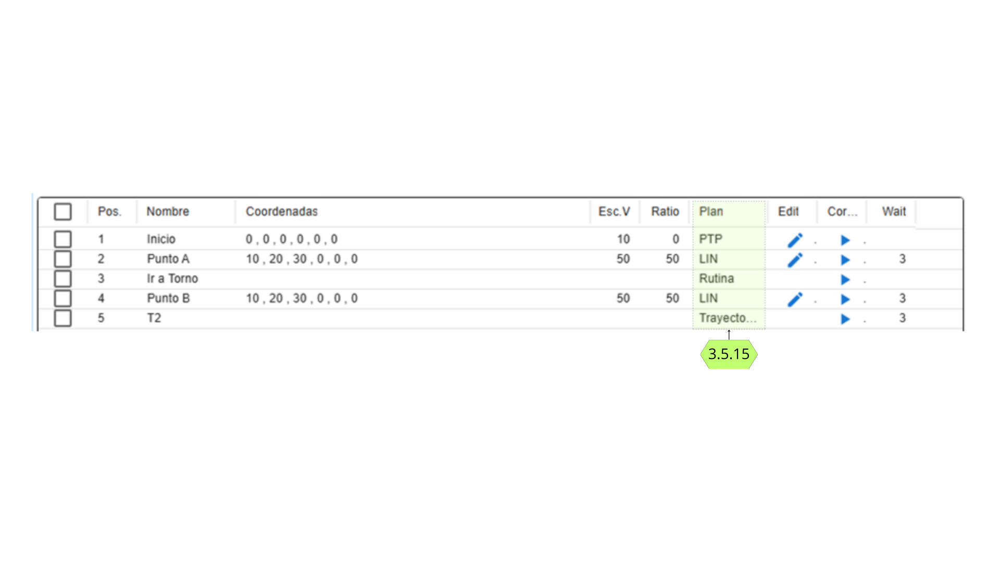 Pos. Nombre Coordenadas Esc.V Ratio Plan Edit Cor... Wait
1 Inicio 0 , 0 , 0 , 0 , 0 , 0 10 0 PTP . .
2 Punto A 10 , 20 , 30 , 0 , 0 , 0 50 50 LIN . . 3
3 Ir a Torno Rutina .
4 Punto B 10 , 20 , 30 , 0 , 0 , 0 50 50 LIN . . 3
5 T2 Trayecto... . 3
3.5.15